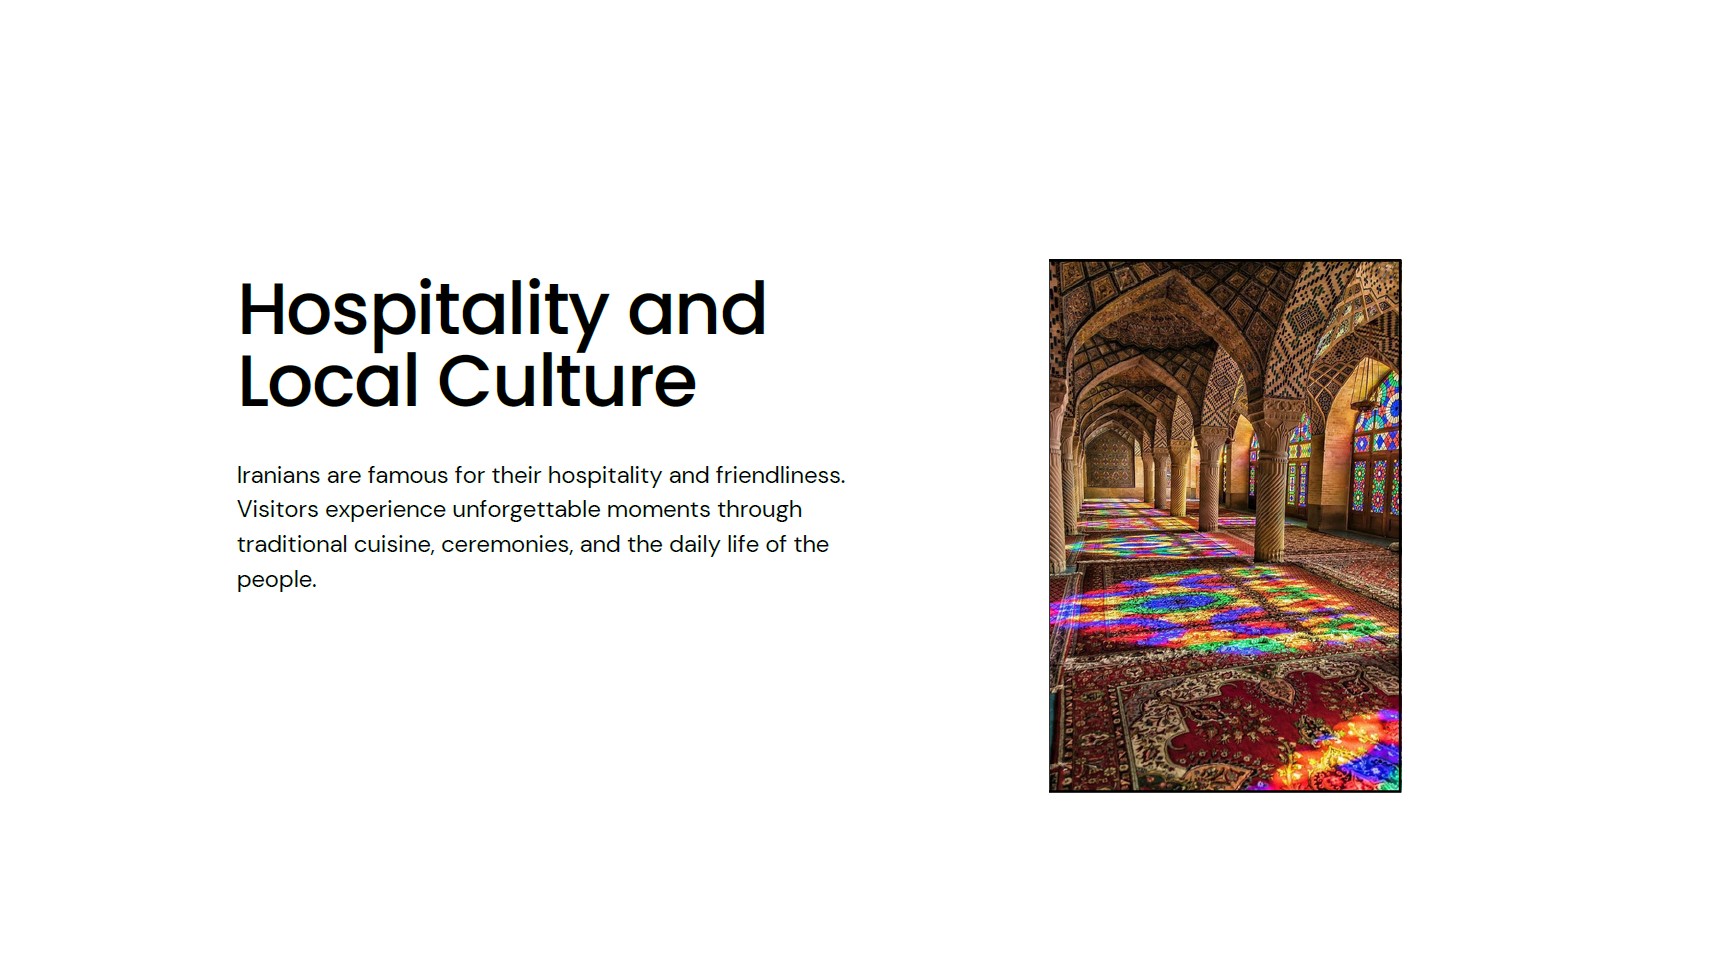 Hospitality and
Local Culture
Iranians are famous for their hospitality and friendliness.
Visitors experience unforgettable moments through
traditional cuisine, ceremonies, and the daily life of the
people.